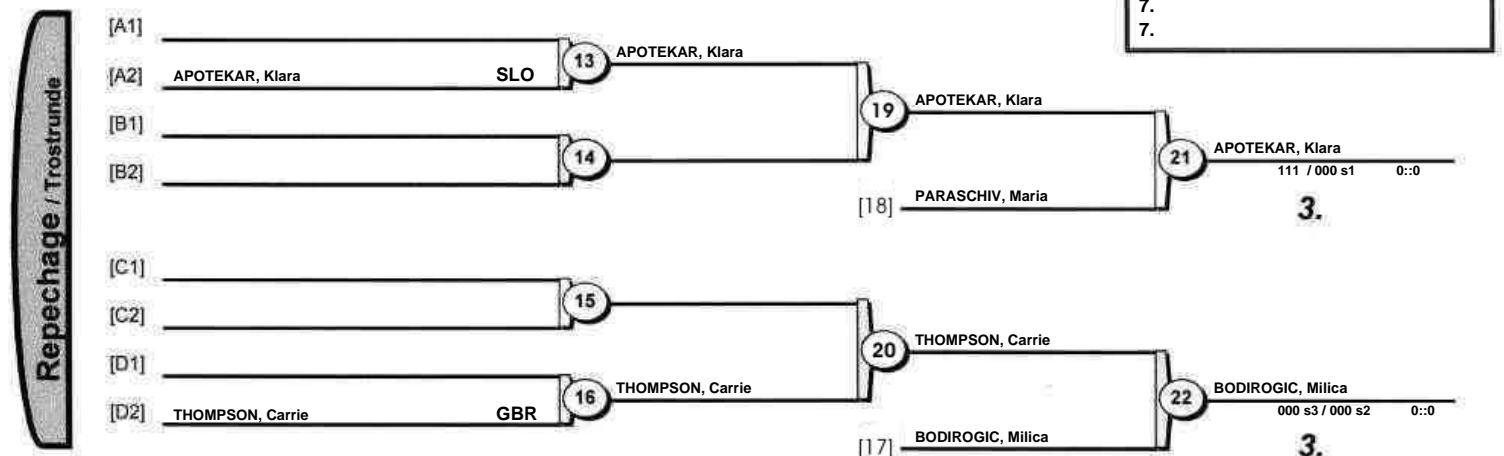 7.
7.
Repechage / Trostrunde
[A1]
[A2] APOTEKAR, Klara SLO
13 APOTEKAR, Klara
[B1]
[B2]
14
19 APOTEKAR, Klara
[18] PARASCHIV, Maria
21 APOTEKAR, Klara
111 / 000 s1 0::0
3.
[C1]
[C2]
15
[D1]
[D2] THOMPSON, Carrie GBR
16 THOMPSON, Carrie
20 THOMPSON, Carrie
[17] BODIROGIC, Milica
22 BODIROGIC, Milica
000 s3 / 000 s2 0::0
3.